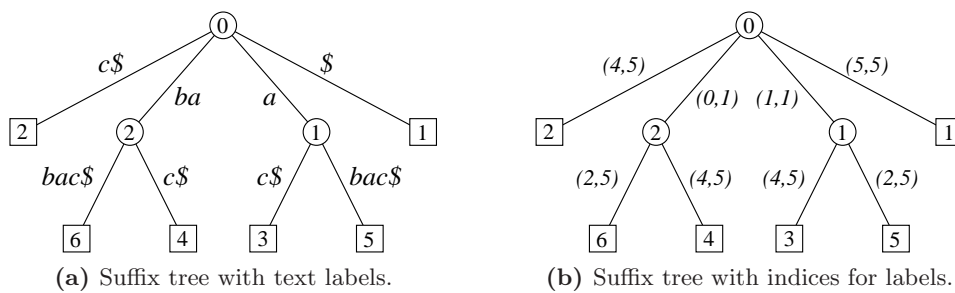 0 0
c$ ba a $ (4,5) (0,1) (1,1) (5,5)
2 2 1 1 2 2 1 1
bac$ c$ c$ bac$ (2,5) (4,5) (4,5) (2,5)
6 4 3 5 6 4 3 5
(a) Suffix tree with text labels. (b) Suffix tree with indices for labels.